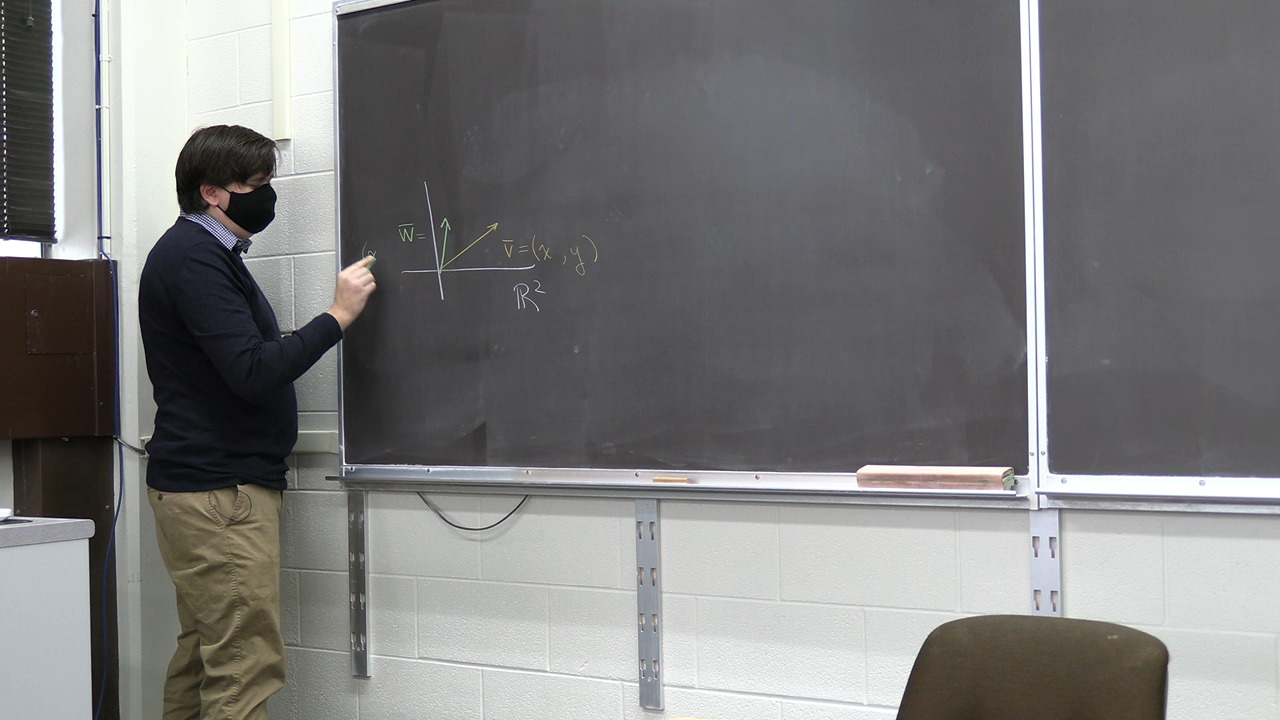 w̅ =
(x
v̅ = (x, y)
ℝ²